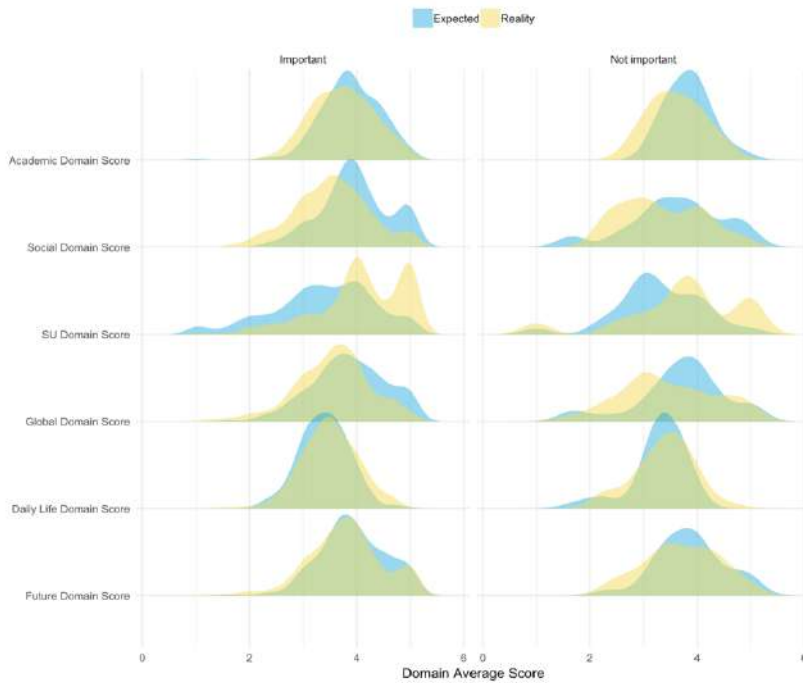 Expected Reality
Important Not important
Academic Domain Score
Social Domain Score
SU Domain Score
Global Domain Score
Daily Life Domain Score
Future Domain Score
0 2 4 6 0 2 4 6
Domain Average Score